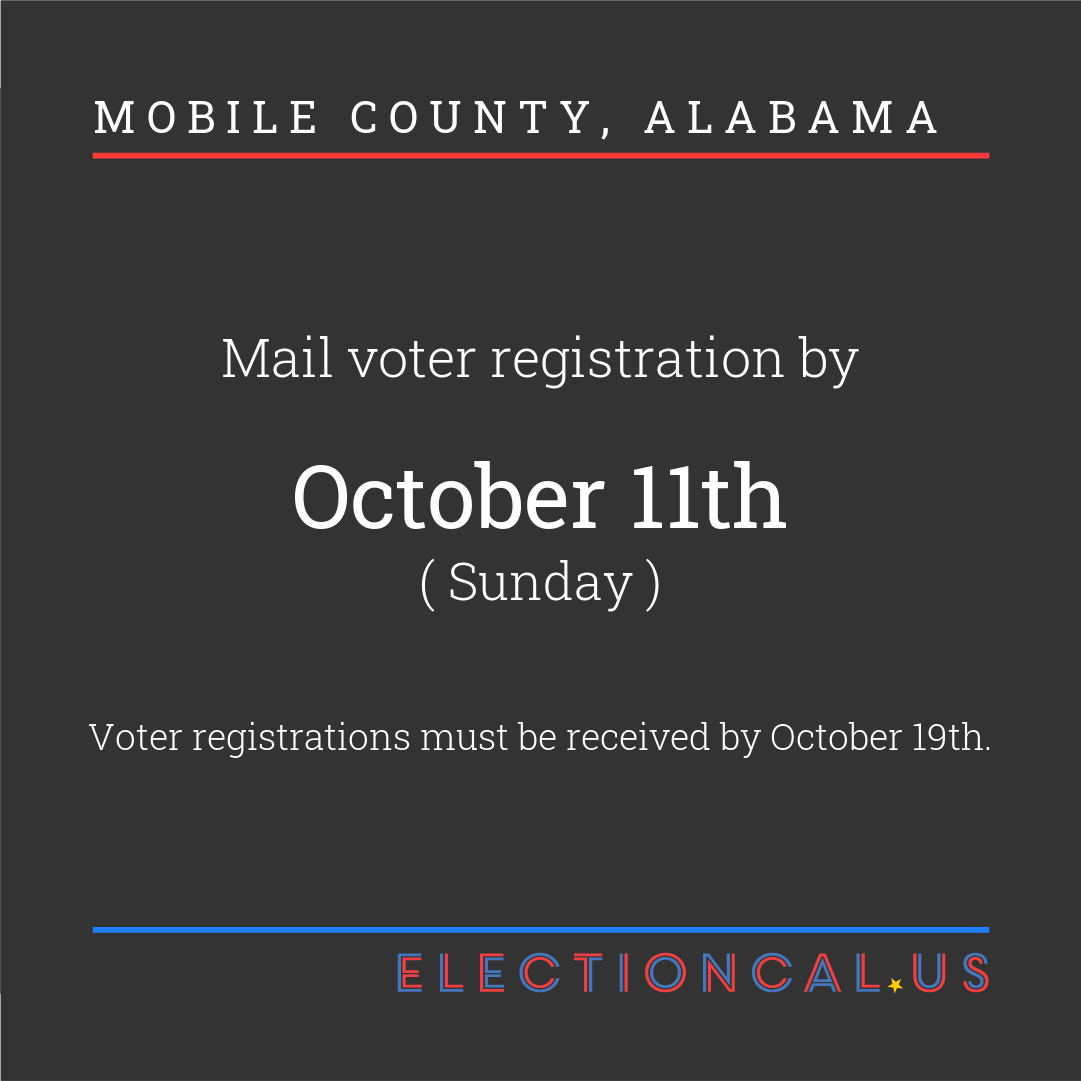 MOBILE COUNTY, ALABAMA
Mail voter registration by
October 11th
( Sunday )
Voter registrations must be received by October 19th.
ELECTIONCAL.US